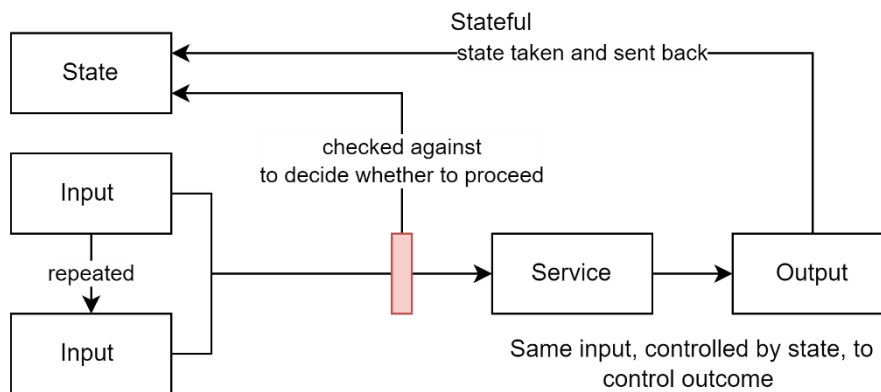 Stateful
state taken and sent back
State
checked against
to decide whether to proceed
Input
repeated
Service
Output
Input
Same input, controlled by state, to
control outcome